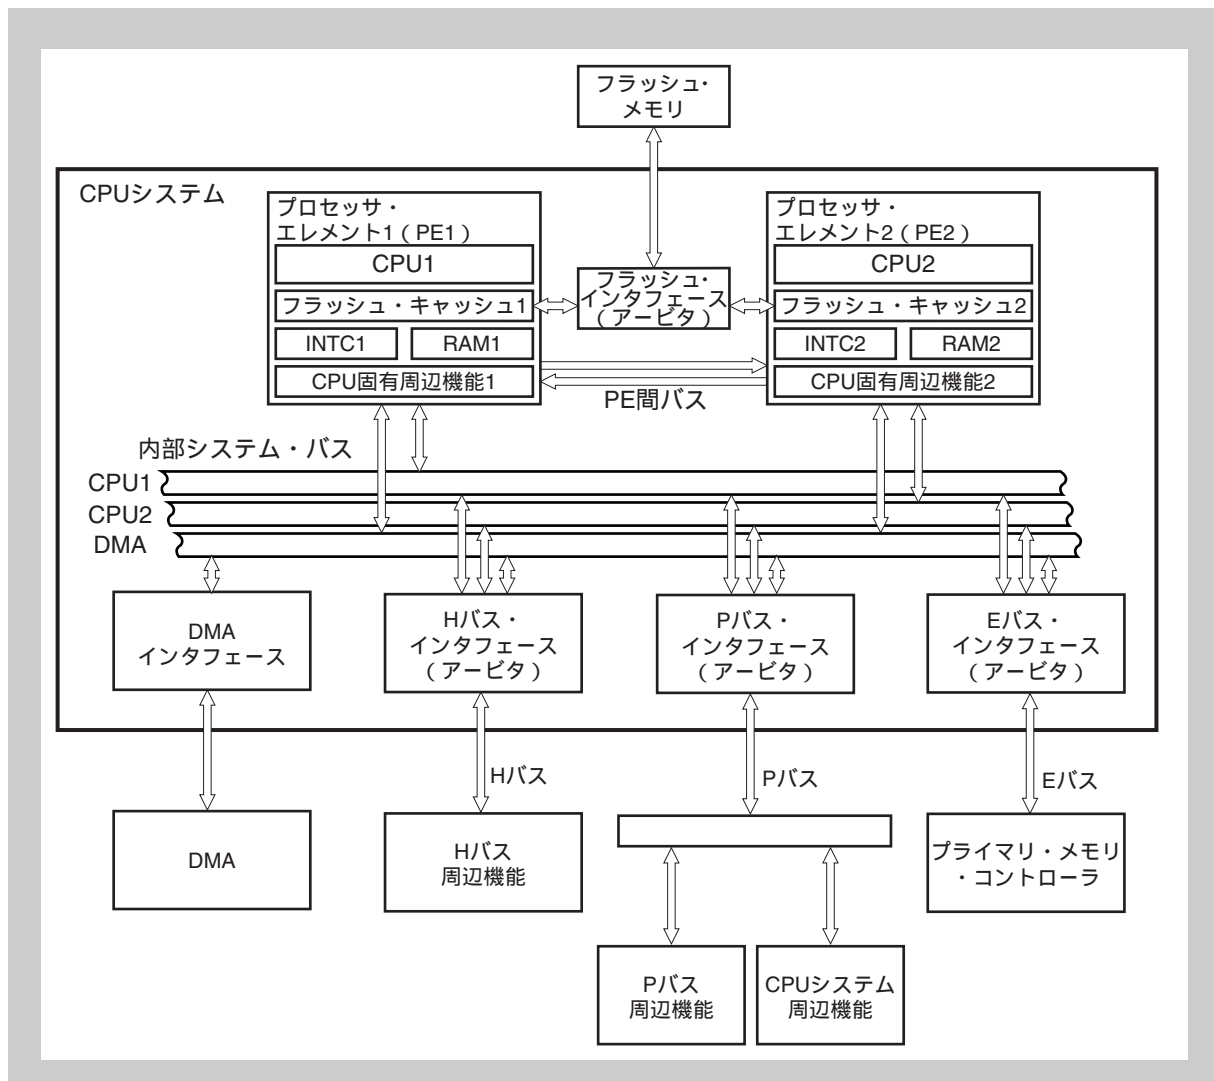 フラッシュ・
メモリ
CPUシステム
プロセッサ・
エレメント1（PE1）
CPU1
フラッシュ・キャッシュ1
INTC1
RAM1
CPU固有周辺機能1
フラッシュ・
インタフェース
（アービタ）
プロセッサ・
エレメント2（PE2）
CPU2
フラッシュ・キャッシュ2
INTC2
RAM2
CPU固有周辺機能2
PE間バス
内部システム・バス
CPU1
CPU2
DMA
DMA
インタフェース
Hバス・
インタフェース
（アービタ）
Pバス・
インタフェース
（アービタ）
Eバス・
インタフェース
（アービタ）
Hバス
Pバス
Eバス
DMA
Hバス
周辺機能
プライマリ・メモリ
・コントローラ
Pバス
周辺機能
CPUシステム
周辺機能